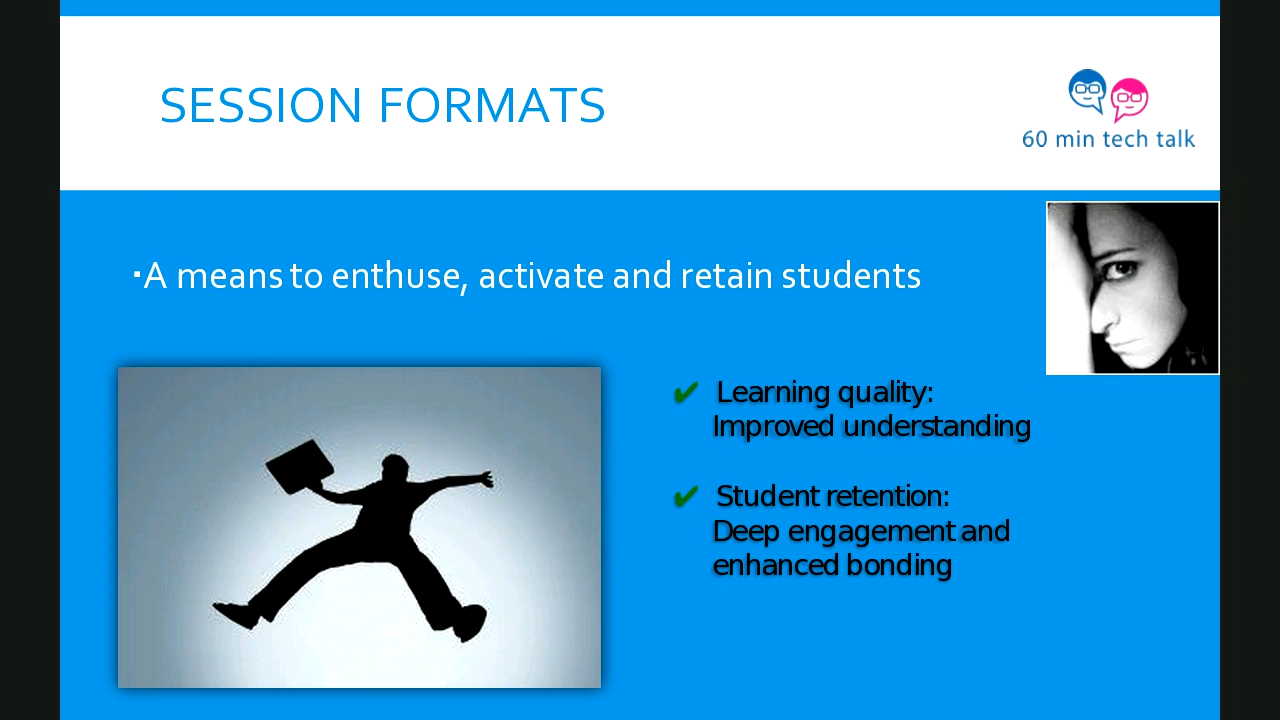 SESSION FORMATS
60 min tech talk
▪A means to enthuse, activate and retain students
✔ Learning quality:
Improved understanding
✔ Student retention:
Deep engagement and
enhanced bonding